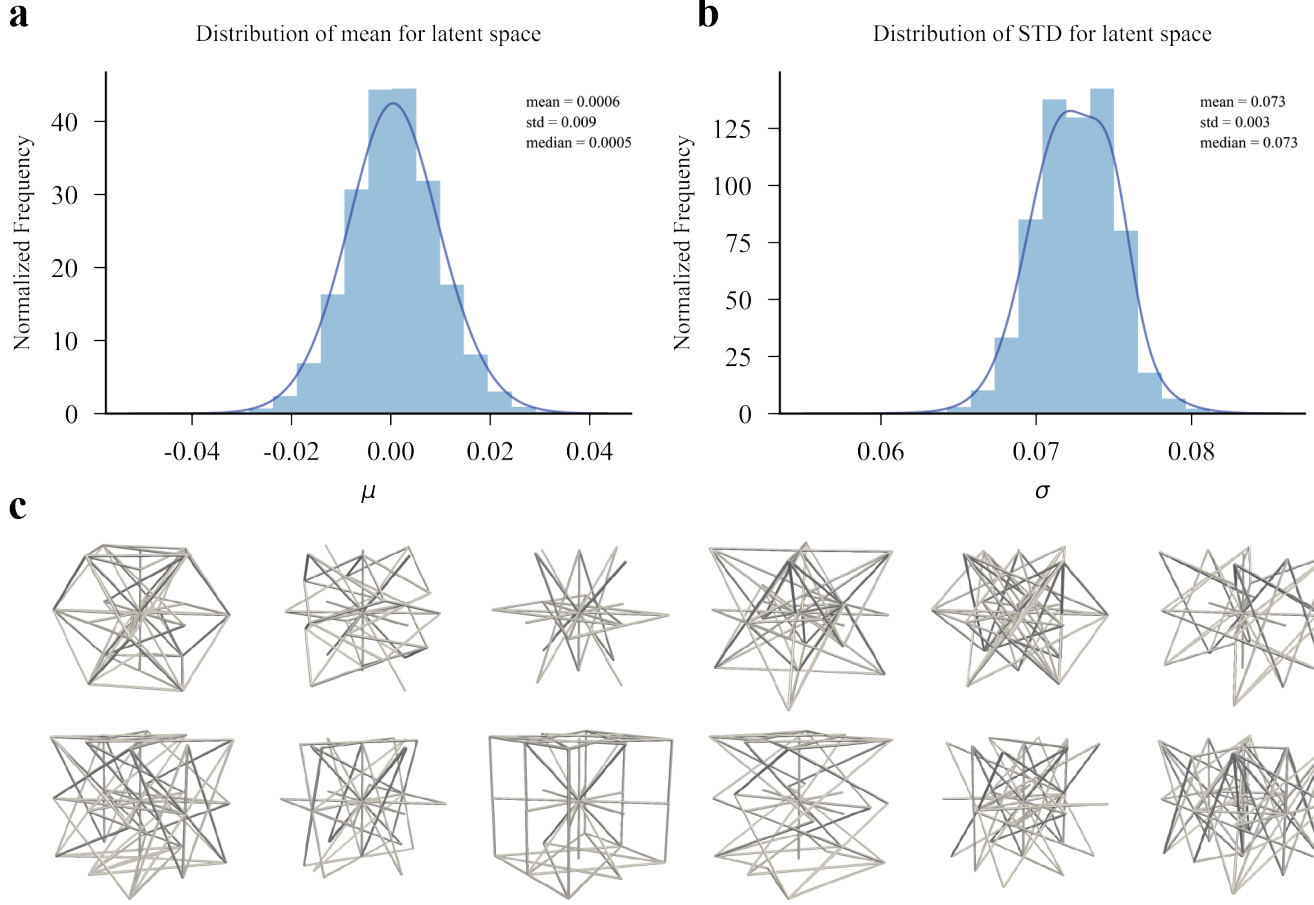 a
Distribution of mean for latent space
mean = 0.0006
std = 0.009
median = 0.0005
Normalized Frequency
40
30
20
10
0
-0.04 -0.02 0.00 0.02 0.04
μ
b
Distribution of STD for latent space
mean = 0.073
std = 0.003
median = 0.073
Normalized Frequency
125
100
75
50
25
0
0.06 0.07 0.08
σ
c